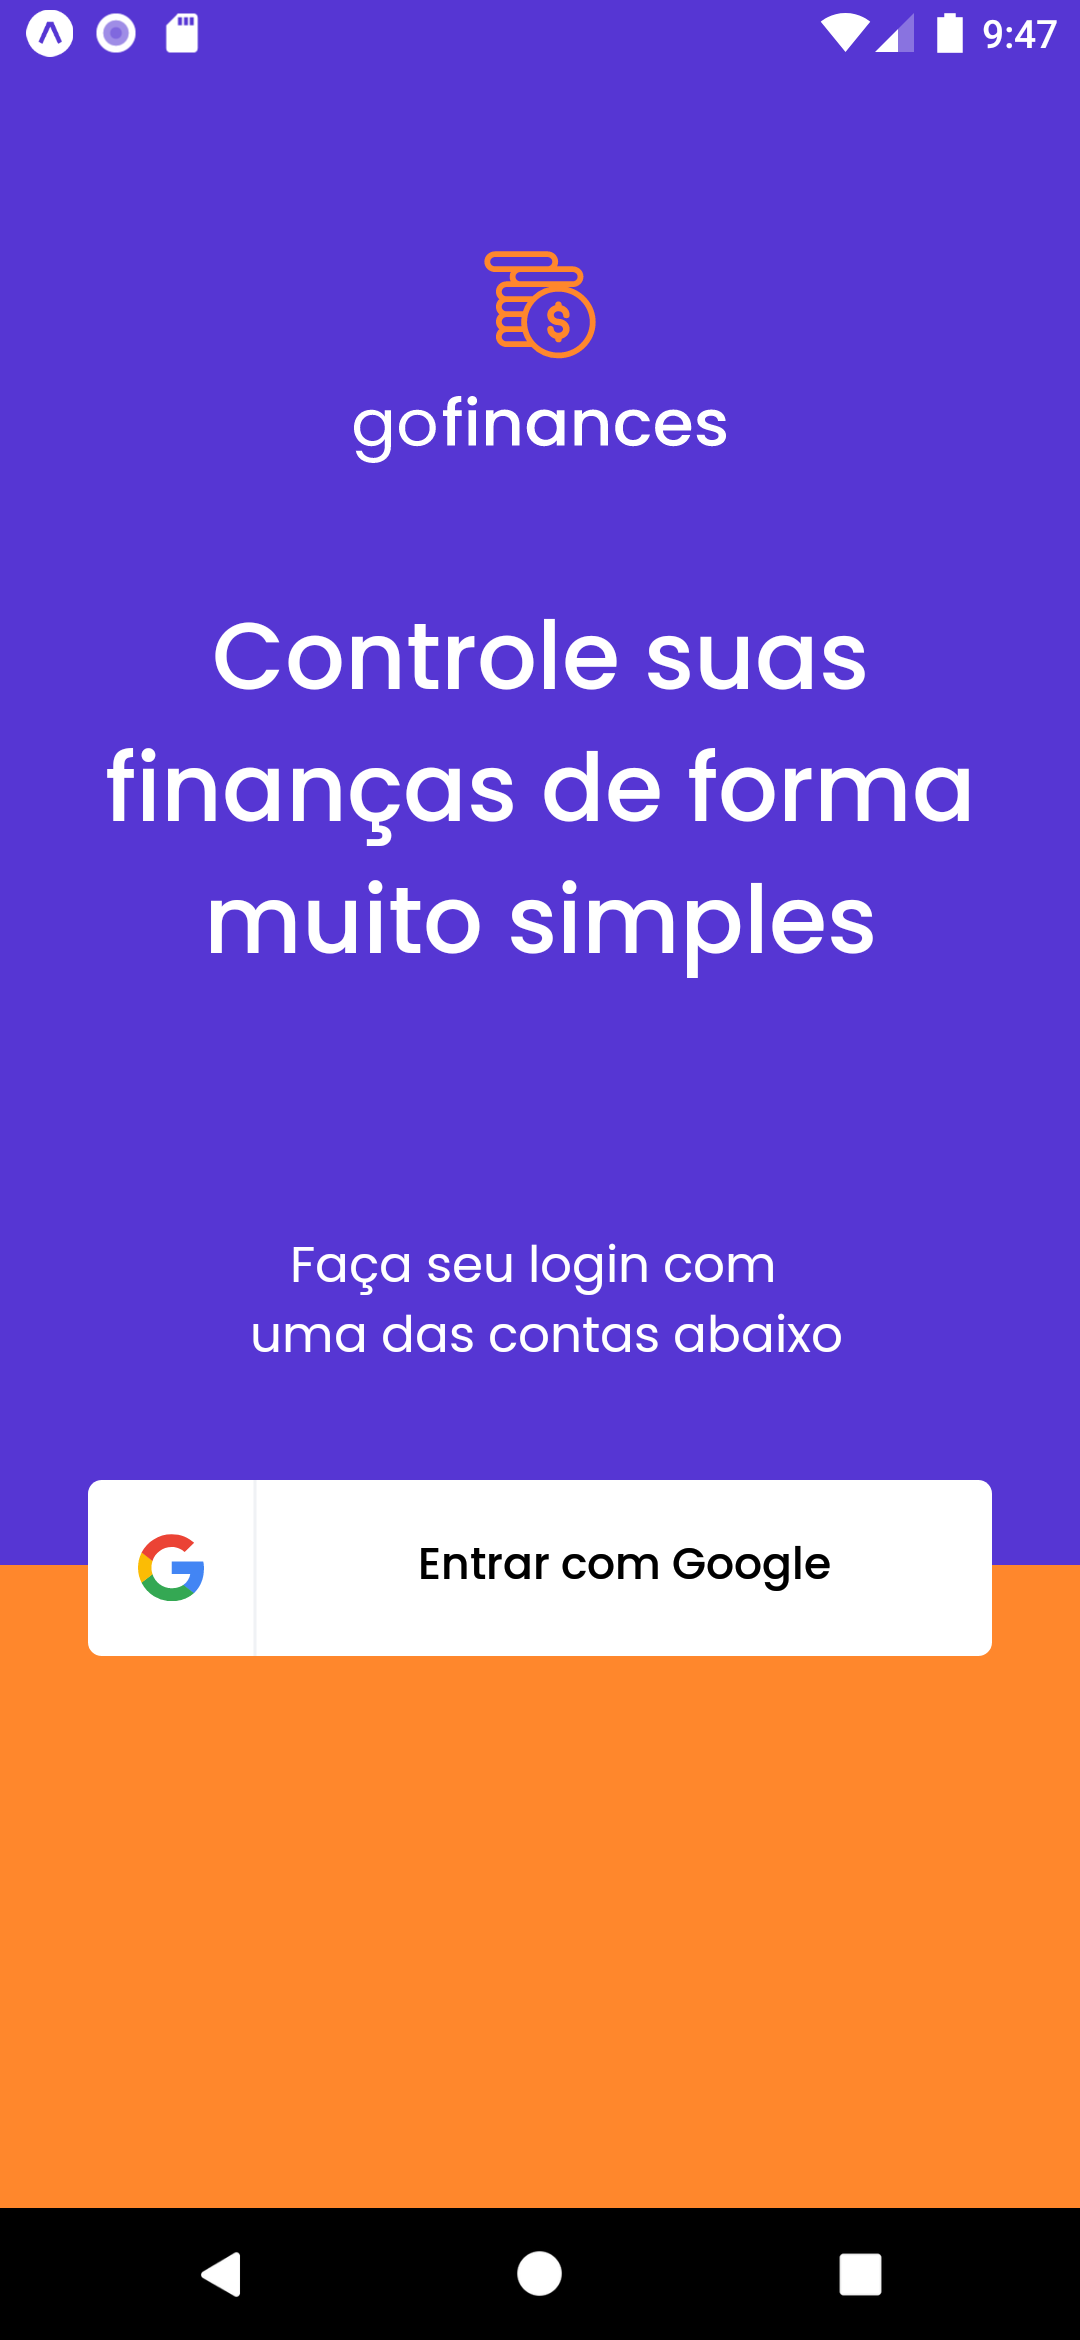 9:47
gofinances
Controle suas
finanças de forma
muito simples
Faça seu login com
uma das contas abaixo
Entrar com Google